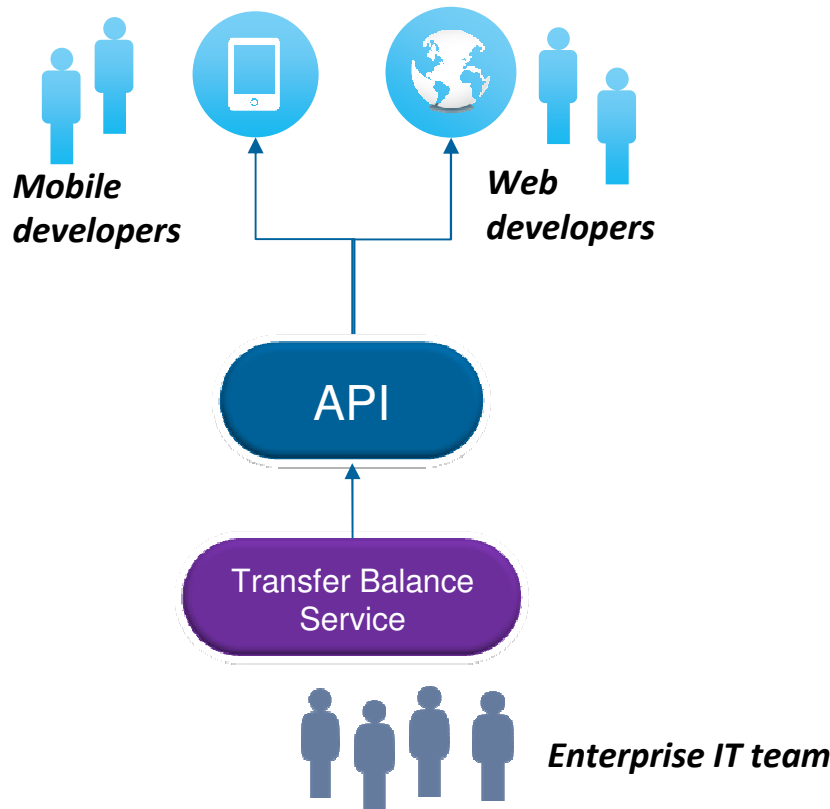 Mobile
developers
Web
developers
API
Transfer Balance
Service
Enterprise IT team